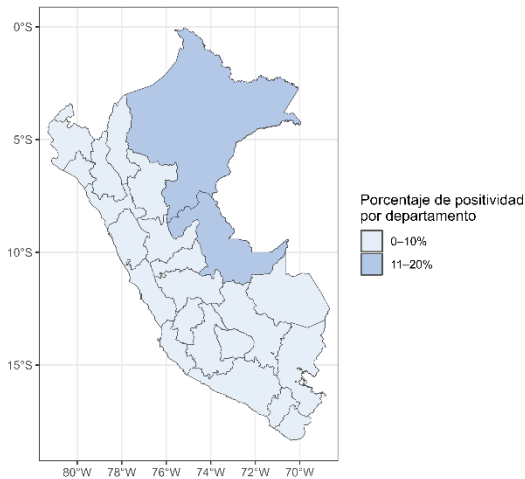 0°S
5°S
10°S
15°S
80°W 78°W 76°W 74°W 72°W 70°W
Porcentaje de positividad
por departamento
0–10%
11–20%